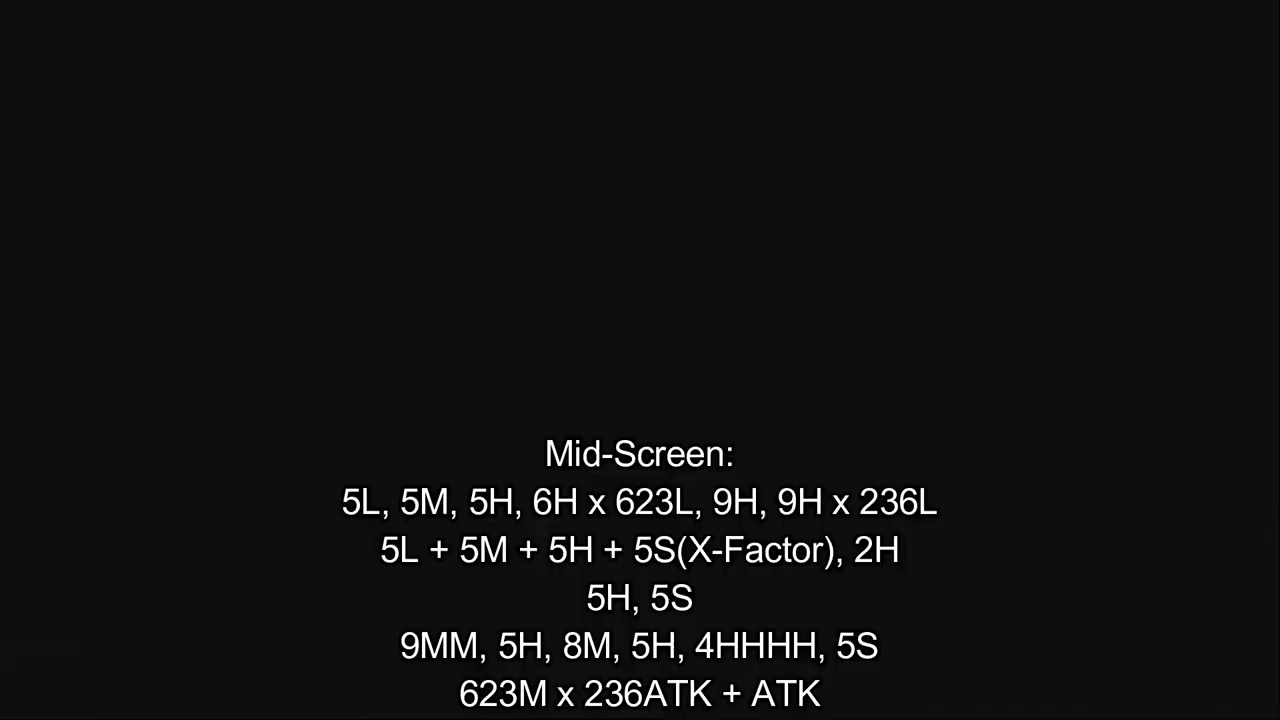 Mid-Screen:
5L, 5M, 5H, 6H x 623L, 9H, 9H x 236L
5L + 5M + 5H + 5S(X-Factor), 2H
5H, 5S
9MM, 5H, 8M, 5H, 4HHHH, 5S
623M x 236ATK + ATK